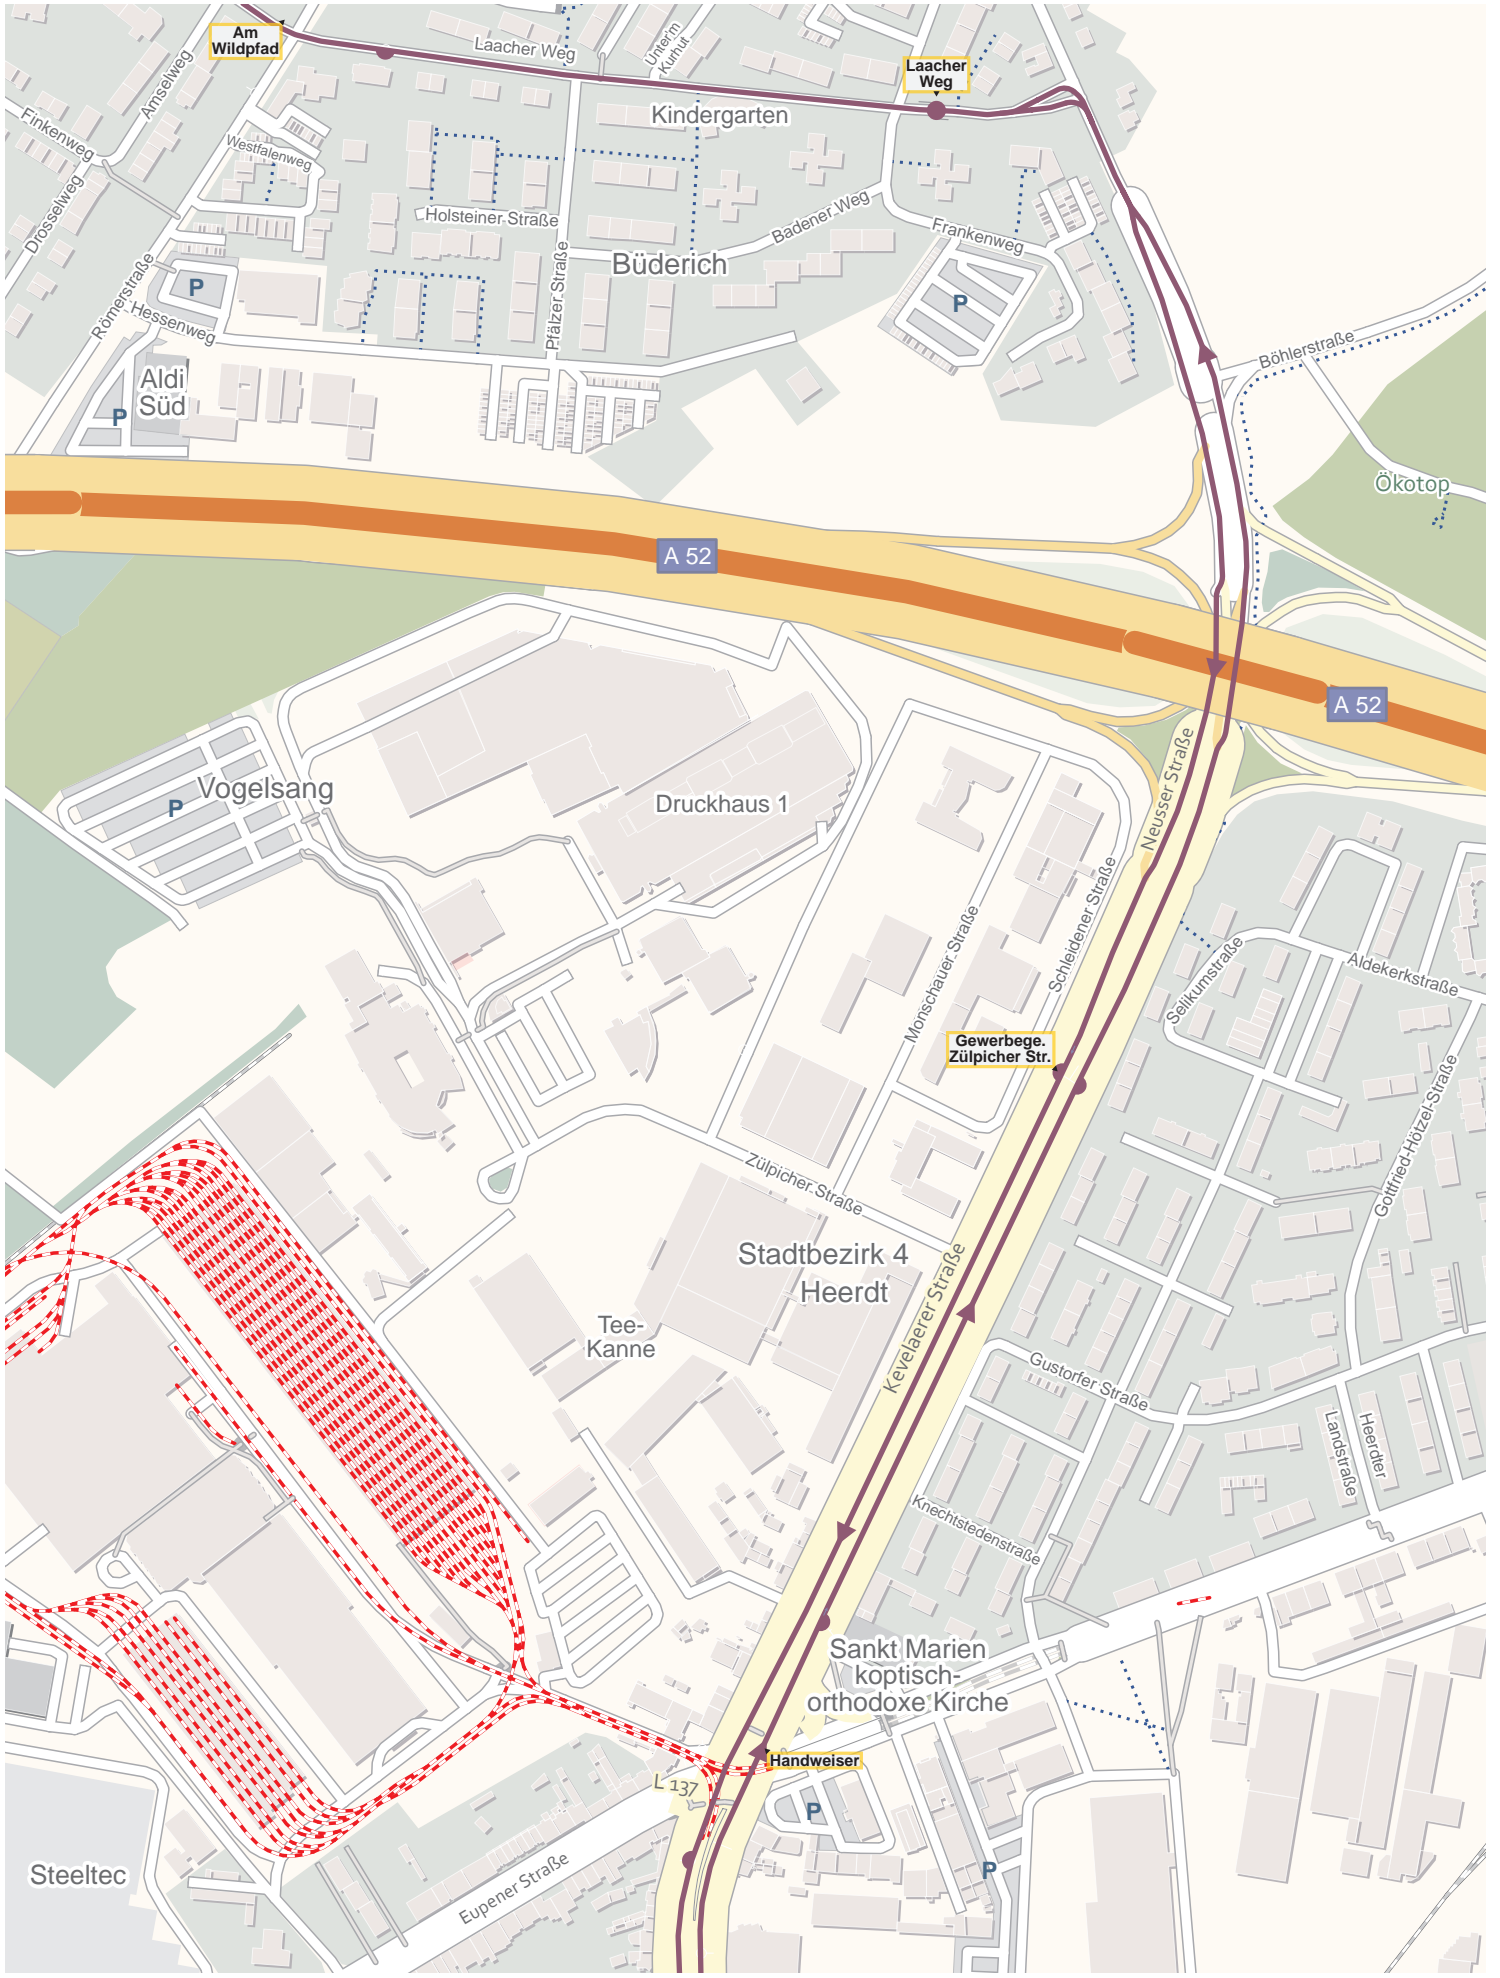 Am
Wildpfad
Laacher Weg
Unter'm
Kurhut
Laacher
Weg
Amselweg
Finkenweg
Kindergarten
Westfalenweg
Drosselweg
Holsteiner Straße
Badener Weg
Frankenweg
Büderich
Römerstraße
P
Pfälzer Straße
P
Hessenweg
Böhlerstraße
Aldi
Süd
P
Ökotop
A 52
A 52
Neusser Straße
Vogelsang
P
Druckhaus 1
Schleidener Straße
Monschauer Straße
Selikumstraße
Aldekerkstraße
Gewerbege.
Zülpicher Str.
Gottfried-Hötzel-Straße
Zülpicher Straße
Stadtbezirk 4
Heerdt
Kevelaerer Straße
Tee-
Kanne
Gustorfer Straße
Heerdter
Landstraße
Knechtstedenstraße
Sankt Marien
koptisch-
orthodoxe Kirche
Handweiser
L 137
P
P
Steeltec
Eupener Straße